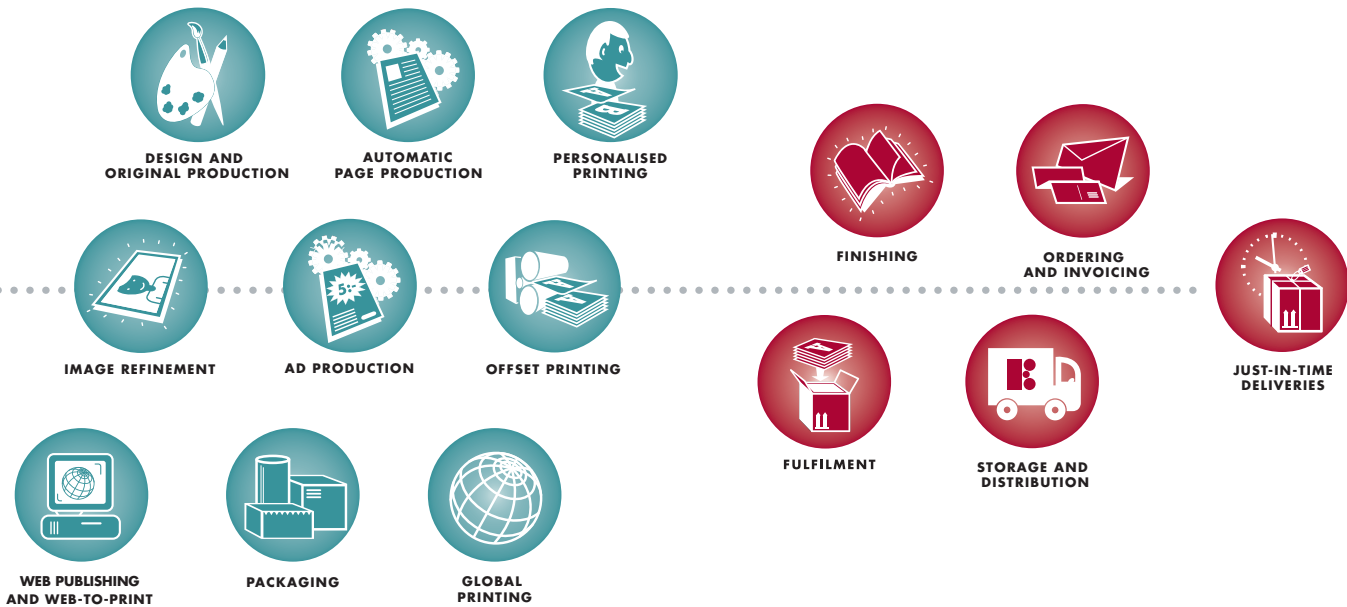 DESIGN AND
ORIGINAL PRODUCTION
AUTOMATIC
PAGE PRODUCTION
PERSONALISED
PRINTING
A
B
FINISHING
ORDERING
AND INVOICING
IMAGE REFINEMENT
5:-
AD PRODUCTION
A
A
OFFSET PRINTING
A
FULFILMENT
STORAGE AND
DISTRIBUTION
JUST-IN-TIME
DELIVERIES
WEB PUBLISHING
AND WEB-TO-PRINT
PACKAGING
GLOBAL
PRINTING